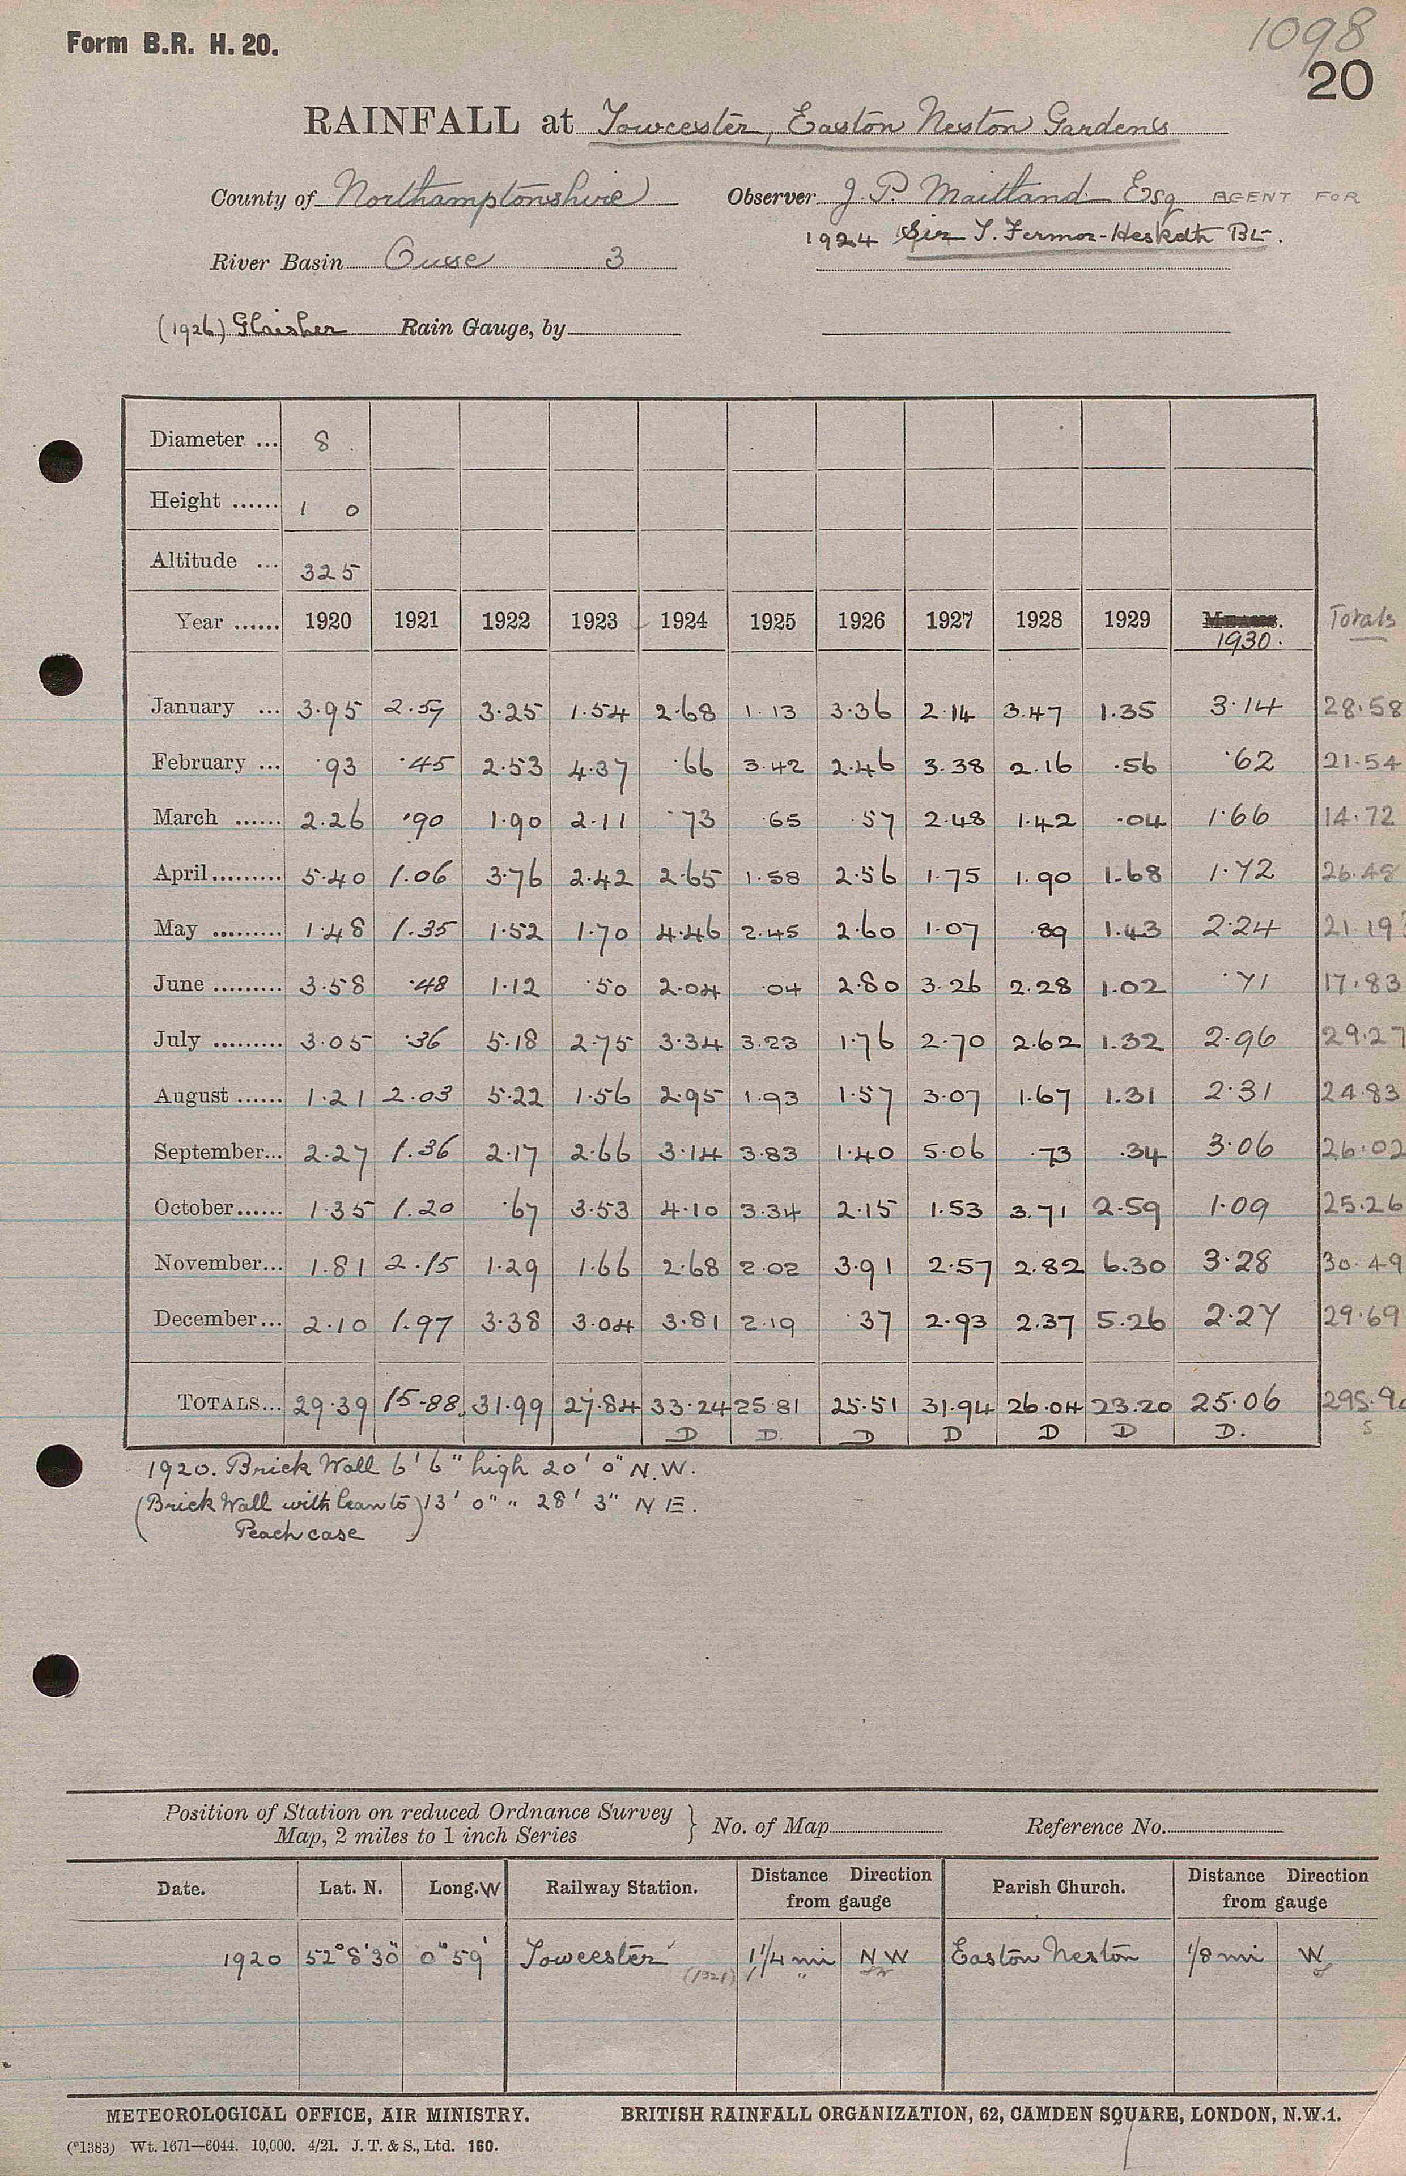 Form B.R. H. 20.
1098
20
RAINFALL at Towcester, Easton Neston Gardens
County of Northamptonshire Observer J. P. Maitland Esq AGENT FOR
1924 Sir T. Fermor-Hesketh Bt.
River Basin Ouse 3
(1926) Glaisher Rain Gauge, by
Diameter ... 8
Height ...... 1 0
Altitude ... 325
Year ...... 1920 1921 1922 1923 1924 1925 1926 1927 1928 1929 1930. Totals
January ... 3.95 2.59 3.25 1.54 2.68 1.13 3.36 2.14 3.47 1.35 3.14 28.58
February ... .93 .45 2.53 4.37 .66 3.42 2.46 3.38 2.16 .56 .62 21.54
March ...... 2.26 .90 1.90 2.11 .73 .65 .57 2.48 1.42 .04 1.66 14.72
April......... 5.40 1.06 3.76 2.42 2.65 1.58 2.56 1.75 1.90 1.68 1.72 26.48
May ......... 1.48 1.35 1.52 1.70 4.46 2.45 2.60 1.07 .89 1.43 2.24 21.19
June ......... 3.58 .48 1.12 .50 2.04 .04 2.80 3.26 2.28 1.02 .71 17.83
July ......... 3.05 .36 5.18 2.75 3.34 3.23 1.76 2.70 2.62 1.32 2.96 29.27
August ...... 1.21 2.03 5.22 1.56 2.95 1.93 1.57 3.07 1.67 1.31 2.31 24.83
September... 2.27 1.36 2.17 2.66 3.14 3.83 1.40 5.06 .73 .34 3.06 26.02
October...... 1.35 1.20 .67 3.53 4.10 3.34 2.15 1.53 3.71 2.59 1.09 25.26
November... 1.81 2.15 1.29 1.66 2.68 2.02 3.91 2.57 2.82 6.30 3.28 30.49
December... 2.10 1.97 3.38 3.04 3.81 2.19 .37 2.93 2.37 5.26 2.27 29.69
TOTALS... 29.39 15.88 31.99 27.84 33.24 25.81 25.51 31.94 26.04 23.20 25.06 295.9
D D. D D D D D. 5
1920. Brick Wall 6' 6" high 20' 0" N.W.
(Brick Wall with lean to) 13' 0" " 28' 3" N E.
Peach case
Position of Station on reduced Ordnance Survey
Map, 2 miles to 1 inch Series } No. of Map Reference No.
Date. Lat. N. Long. W Railway Station. Distance Direction from gauge Parish Church. Distance Direction from gauge
1920 52° 8' 30" 0° 59' Towcester 1 1/4 mi N W Easton Neston 1/8 mi W
METEOROLOGICAL OFFICE, AIR MINISTRY. BRITISH RAINFALL ORGANIZATION, 62, CAMDEN SQUARE, LONDON, N.W.1.
(*1383) Wt. 1671—6044. 10,000. 4/21. J. T. & S., Ltd. 160.